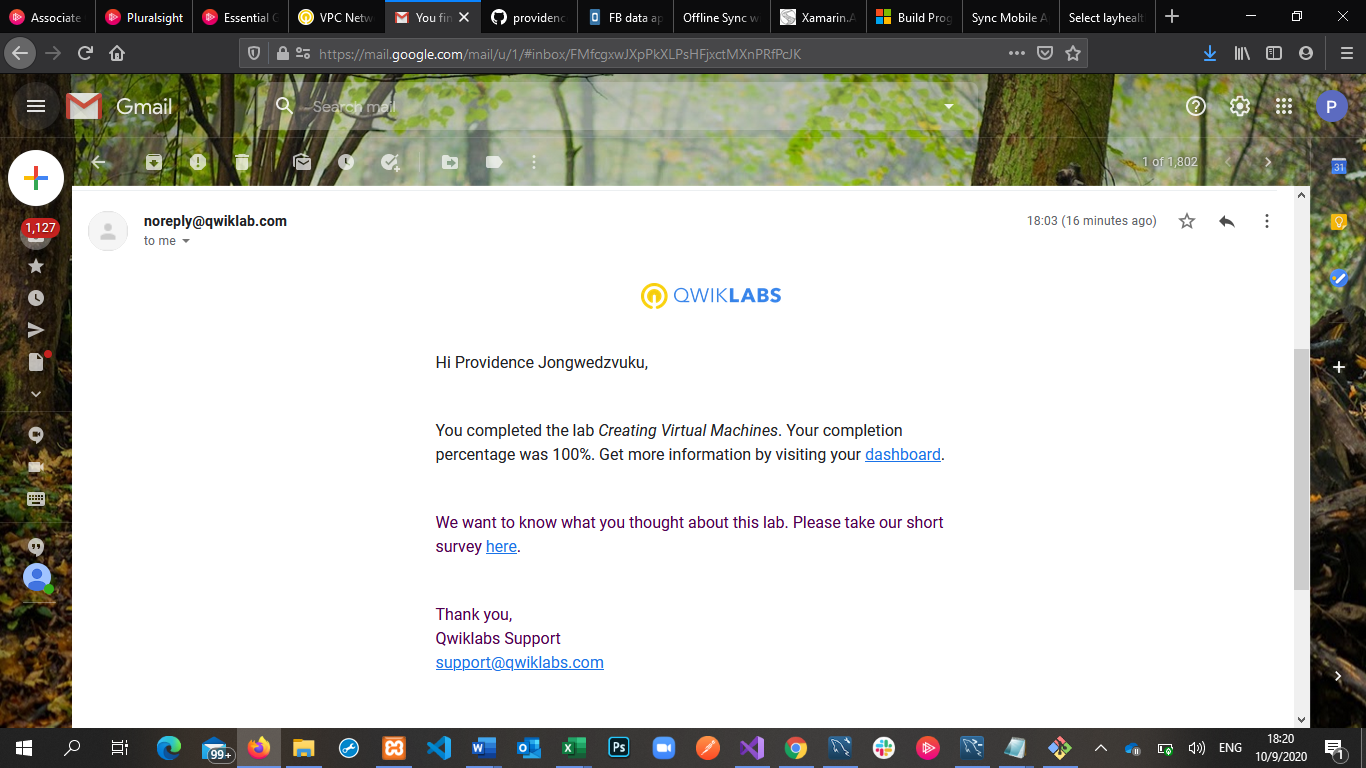 Associate
Pluralsight
Essential G
VPC Netw
You fin
providenc
FB data ap
Offline Sync w
Xamarin.A
Build Prog
Sync Mobile A
Select layhealt
https://mail.google.com/mail/u/1/#inbox/FMfcgxwJXpPkXLPsHFjxctMXnPRfPcJK
Gmail
Search mail
P
1 of 1,802
31
1,127
noreply@qwiklab.com
18:03 (16 minutes ago)
to me
QWIKLABS
Hi Providence Jongwedzvuku,
You completed the lab Creating Virtual Machines. Your completion
percentage was 100%. Get more information by visiting your dashboard.
We want to know what you thought about this lab. Please take our short
survey here.
Thank you,
Qwiklabs Support
support@qwiklabs.com
99+
Ps
ENG
18:20
10/9/2020
1